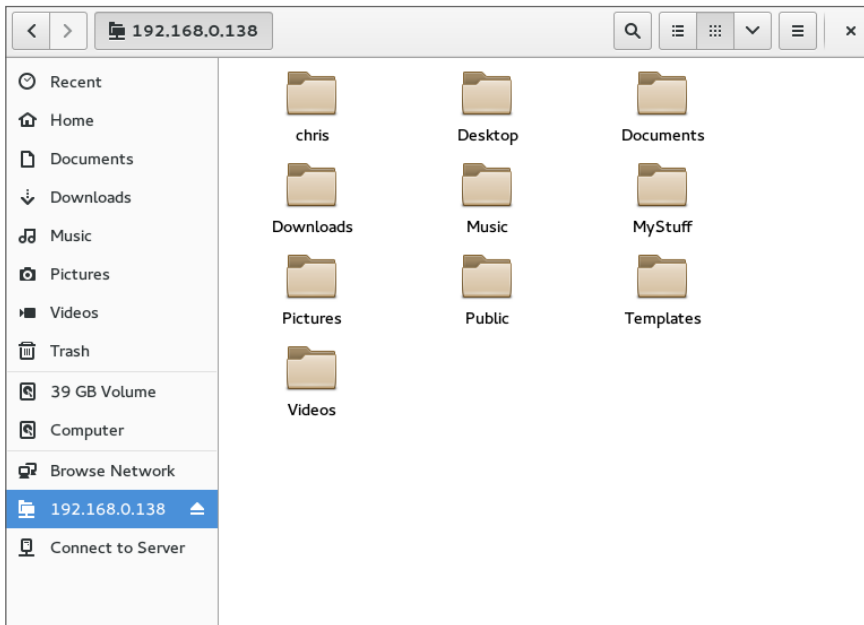 192.168.0.138
Recent
Home
Documents
Downloads
Music
Pictures
Videos
Trash
39 GB Volume
Computer
Browse Network
192.168.0.138
Connect to Server
chris Desktop Documents
Downloads Music MyStuff
Pictures Public Templates
Videos